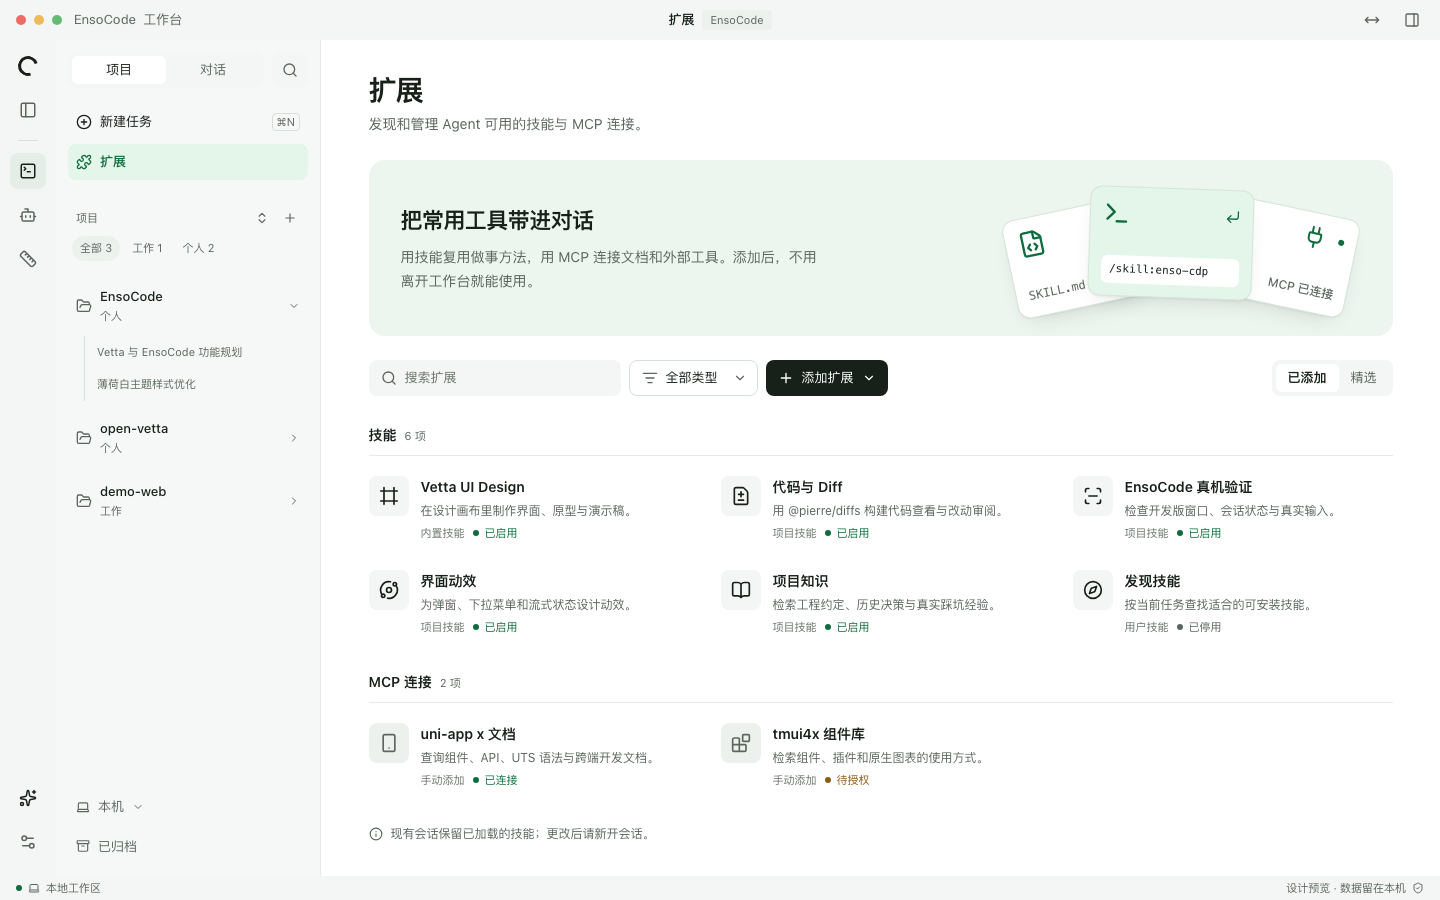 EnsoCode 工作台
扩展 EnsoCode
项目 对话
新建任务 ⌘N
扩展
项目
全部 3 工作 1 个人 2
EnsoCode
个人
Vetta 与 EnsoCode 功能规划
薄荷白主题样式优化
open-vetta
个人
demo-web
工作
本机
已归档
扩展
发现和管理 Agent 可用的技能与 MCP 连接。
把常用工具带进对话
用技能复用做事方法，用 MCP 连接文档和外部工具。添加后，不用
离开工作台就能使用。
SKILL.md
/skill:enso-cdp
MCP 已连接
搜索扩展 全部类型 添加扩展 已添加 精选
技能 6 项
Vetta UI Design
在设计画布里制作界面、原型与演示稿。
内置技能 已启用
代码与 Diff
用 @pierre/diffs 构建代码查看与改动审阅。
项目技能 已启用
EnsoCode 真机验证
检查开发版窗口、会话状态与真实输入。
项目技能 已启用
界面动效
为弹窗、下拉菜单和流式状态设计动效。
项目技能 已启用
项目知识
检索工程约定、历史决策与真实踩坑经验。
项目技能 已启用
发现技能
按当前任务查找适合的可安装技能。
用户技能 已停用
MCP 连接 2 项
uni-app x 文档
查询组件、API、UTS 语法与跨端开发文档。
手动添加 已连接
tmui4x 组件库
检索组件、插件和原生图表的使用方式。
手动添加 待授权
现有会话保留已加载的技能；更改后请新开会话。
本地工作区
设计预览 · 数据留在本机